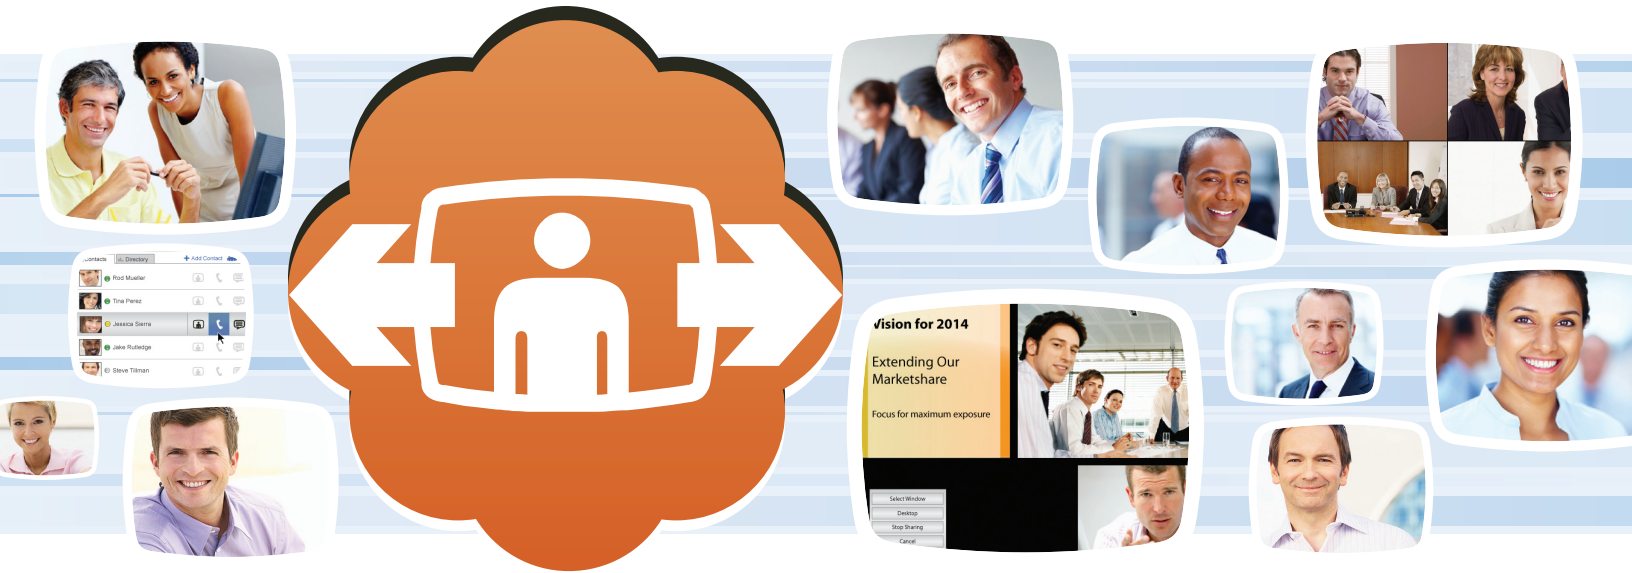 Contacts
Directory
Add Contact
Rod Mueller
Tina Perez
Jessica Sierra
Jake Rutledge
Steve Tillman
Vision for 2014
Extending Our
Marketshare
Focus for maximum exposure
Select Window
Desktop
Stop Sharing
Cancel